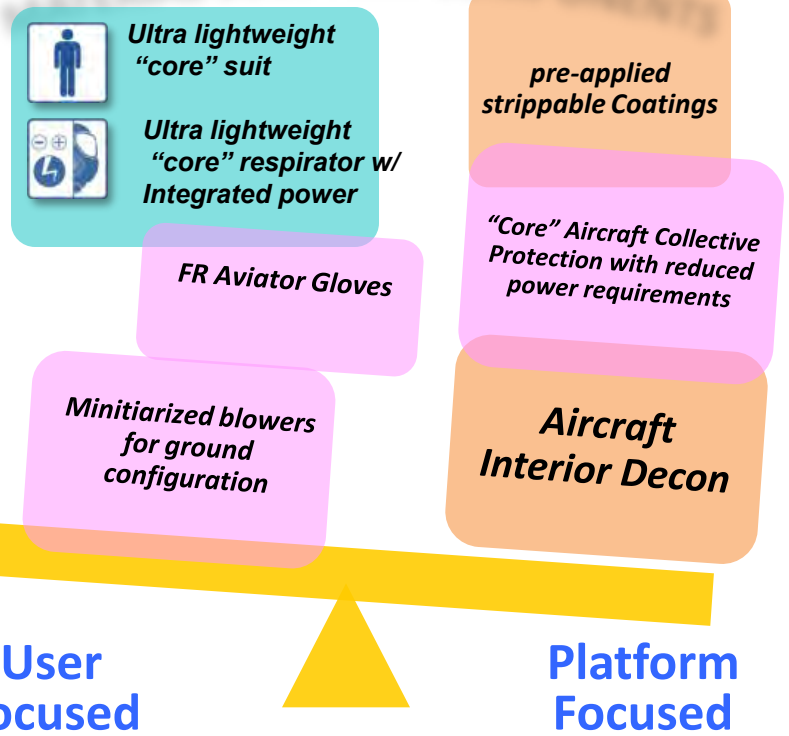 Ultra lightweight
“core” suit
Ultra lightweight
“core” respirator w/
Integrated power
FR Aviator Gloves
Minitiarized blowers
for ground
configuration
pre-applied
strippable Coatings
“Core” Aircraft Collective
Protection with reduced
power requirements
Aircraft
Interior Decon
User
ocused
Platform
Focused